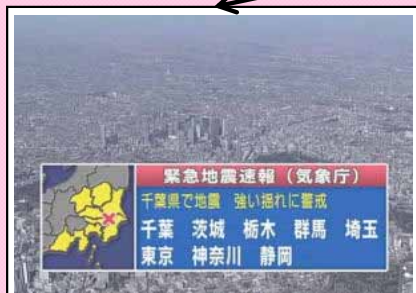 緊急地震速報（気象庁）
千葉県で地震　強い揺れに警戒
千葉　茨城　栃木　群馬　埼玉
東京　神奈川　静岡